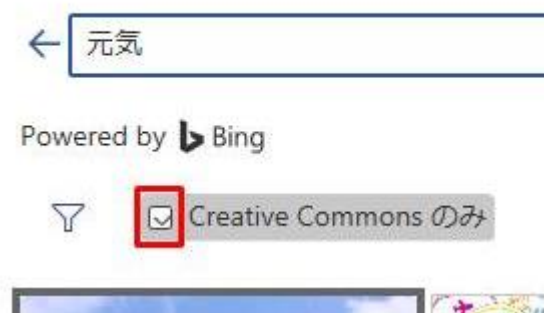 元気
Powered by Bing
Creative Commons のみ